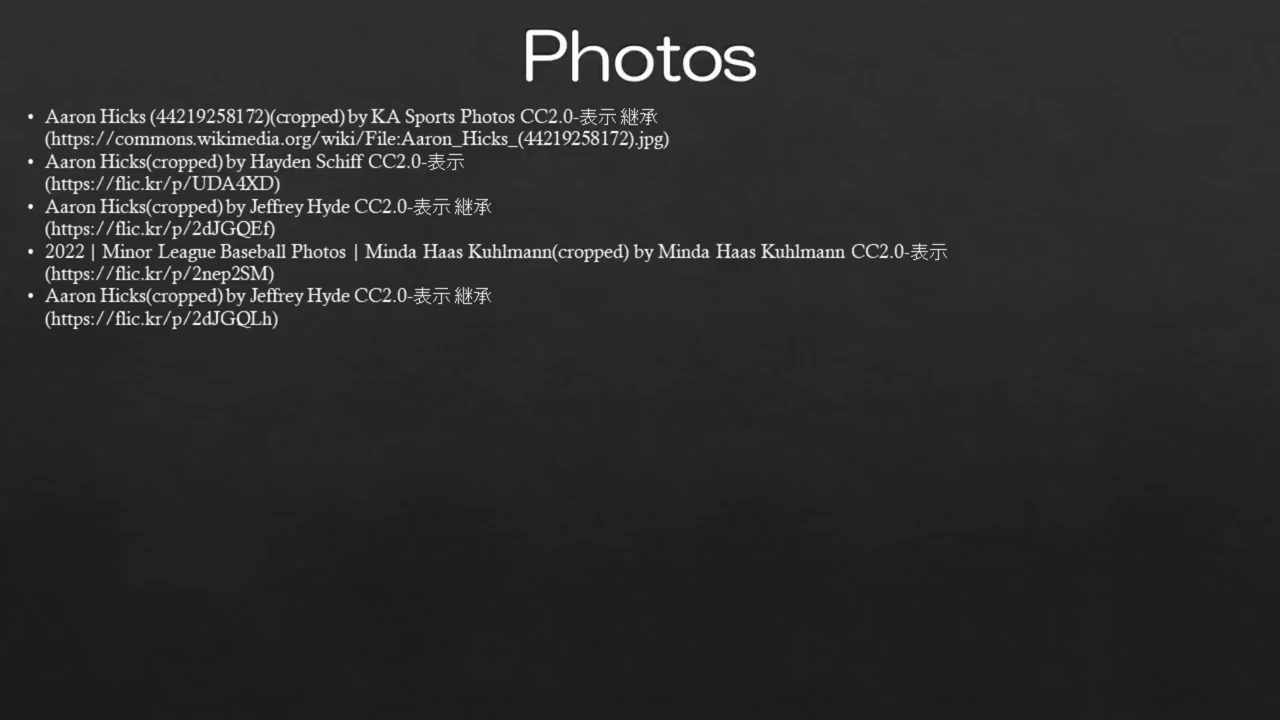 Photos
• Aaron Hicks (44219258172)(cropped) by KA Sports Photos CC2.0-表示 継承
(https://commons.wikimedia.org/wiki/File:Aaron_Hicks_(44219258172).jpg)
• Aaron Hicks(cropped) by Hayden Schiff CC2.0-表示
(https://flic.kr/p/UDA4XD)
• Aaron Hicks(cropped) by Jeffrey Hyde CC2.0-表示 継承
(https://flic.kr/p/2dJGQEf)
• 2022 | Minor League Baseball Photos | Minda Haas Kuhlmann(cropped) by Minda Haas Kuhlmann CC2.0-表示
(https://flic.kr/p/2nep2SM)
• Aaron Hicks(cropped) by Jeffrey Hyde CC2.0-表示 継承
(https://flic.kr/p/2dJGQLh)